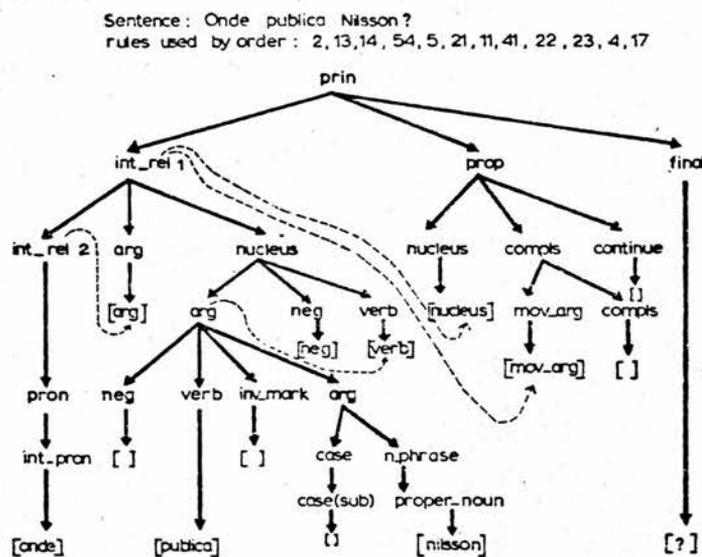 Sentence: Onde publica Nilsson?
rules used by order: 2,13,14, 54, 5, 21, 11, 41, 22, 23, 4, 17
prin
int_rel 1 prop final
int_rel 2 arg nucleus nucleus compls continue
[arg] arg neg verb [nucleus] mov_arg compls []
[neg] [verb] [mov_arg] [ ]
pron neg verb inv_mark arg
int_pron [ ] [ ] case n_phrase
case(sub) proper_noun
[onde] [publica] [] [nilsson] [?]